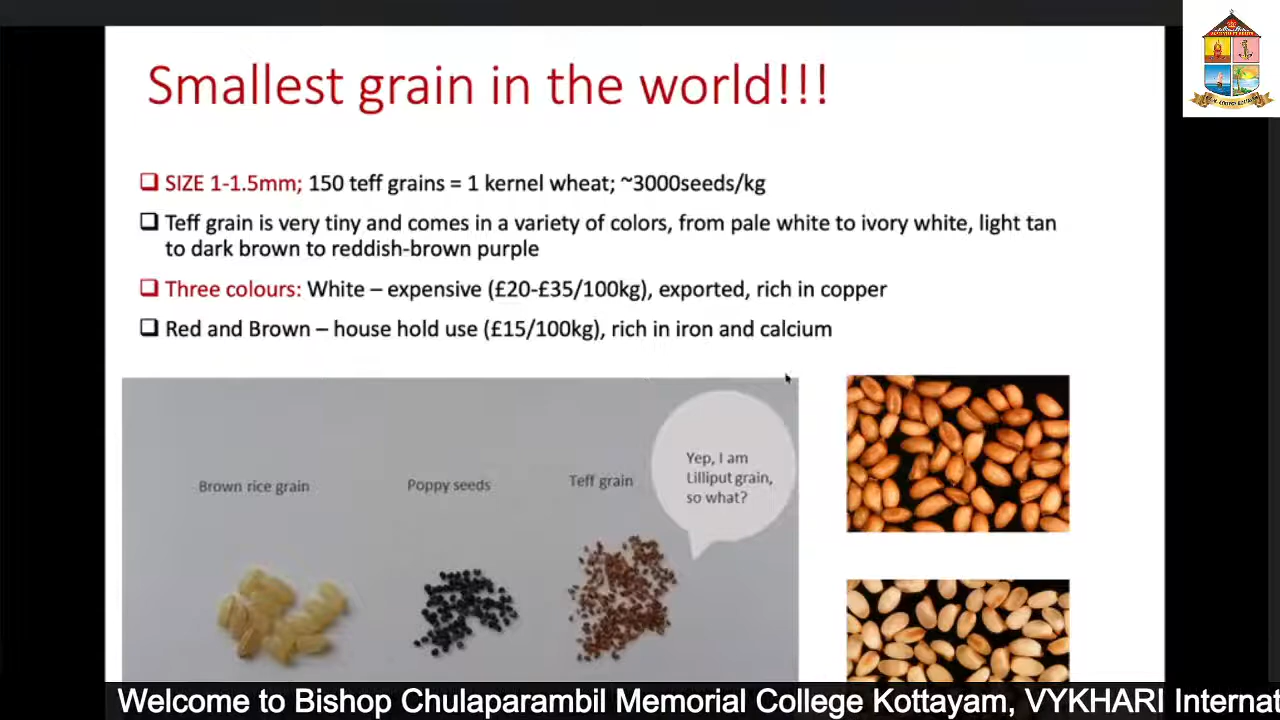 Smallest grain in the world!!!
SIZE 1-1.5mm; 150 teff grains = 1 kernel wheat; ~3000seeds/kg
Teff grain is very tiny and comes in a variety of colors, from pale white to ivory white, light tan
to dark brown to reddish-brown purple
Three colours: White – expensive (£20-£35/100kg), exported, rich in copper
Red and Brown – house hold use (£15/100kg), rich in iron and calcium
Brown rice grain
Poppy seeds
Teff grain
Yep, I am
Lilliput grain,
so what?
Welcome to Bishop Chulaparambil Memorial College Kottayam, VYKHARI Internat